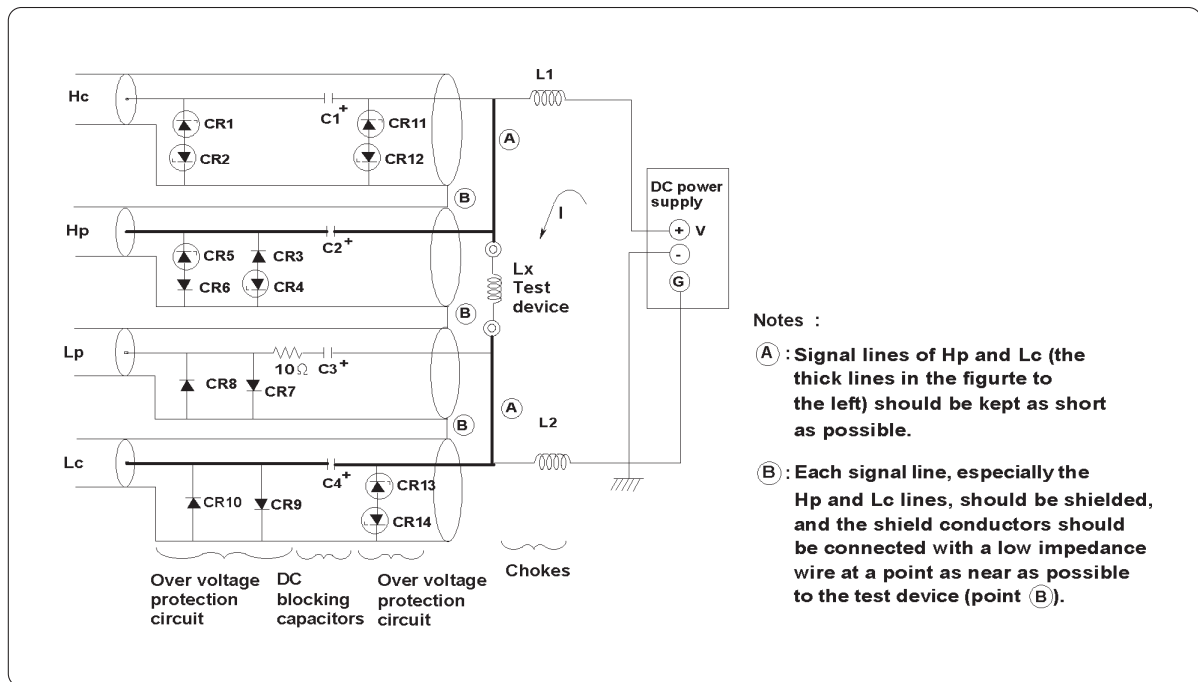 L1
Hc
C1+
CR1
CR11
A
CR2
CR12
B
DC power
supply
I
+ V
-
G
Hp
C2+
CR5
CR3
CR6
CR4
Lx
Test
device
B
Lp
10Ω
C3+
CR8
CR7
A
B
L2
Lc
C4+
CR13
CR10
CR9
CR14
Over voltage
protection
circuit
DC
blocking
capacitors
Over voltage
protection
circuit
Chokes
Notes :
A : Signal lines of Hp and Lc (the
thick lines in the figurte to
the left) should be kept as short
as possible.
B : Each signal line, especially the
Hp and Lc lines, should be shielded,
and the shield conductors should
be connected with a low impedance
wire at a point as near as possible
to the test device (point B).